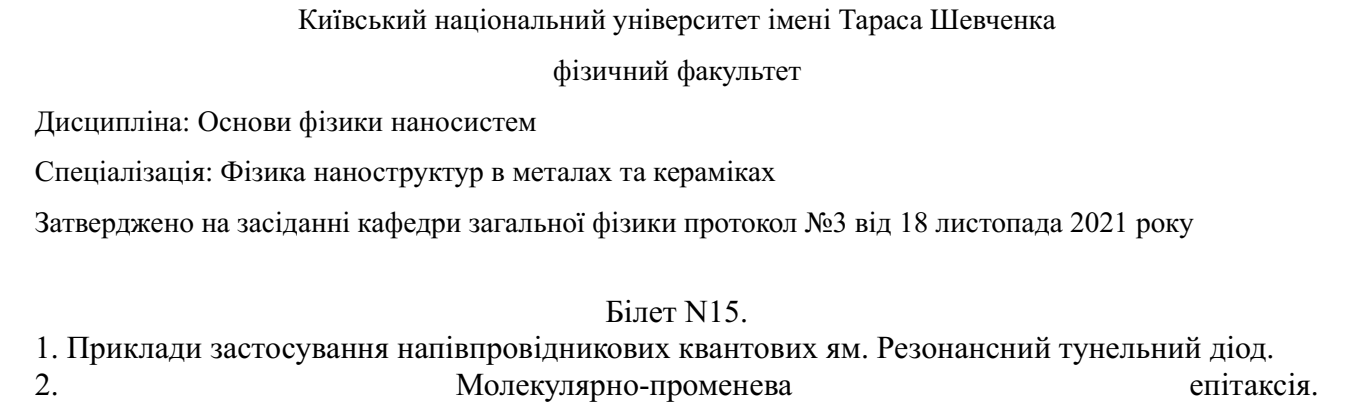 Київський національний університет імені Тараса Шевченка
фізичний факультет
Дисципліна: Основи фізики наносистем
Спеціалізація: Фізика наноструктур в металах та кераміках
Затверджено на засіданні кафедри загальної фізики протокол №3 від 18 листопада 2021 року
Білет N15.
1. Приклади застосування напівпровідникових квантових ям. Резонансний тунельний діод.
2. Молекулярно-променева епітаксія.